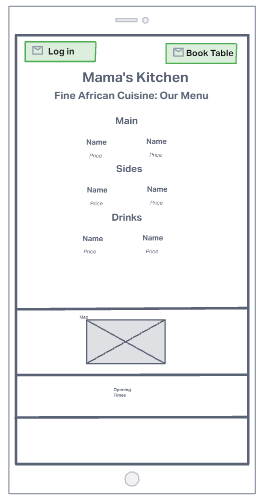 Log in
Book Table
Mama's Kitchen
Fine African Cuisine: Our Menu
Main
Name Name
Price Price
Sides
Name Name
Price Price
Drinks
Name Name
Price Price
Map
Opening
Times